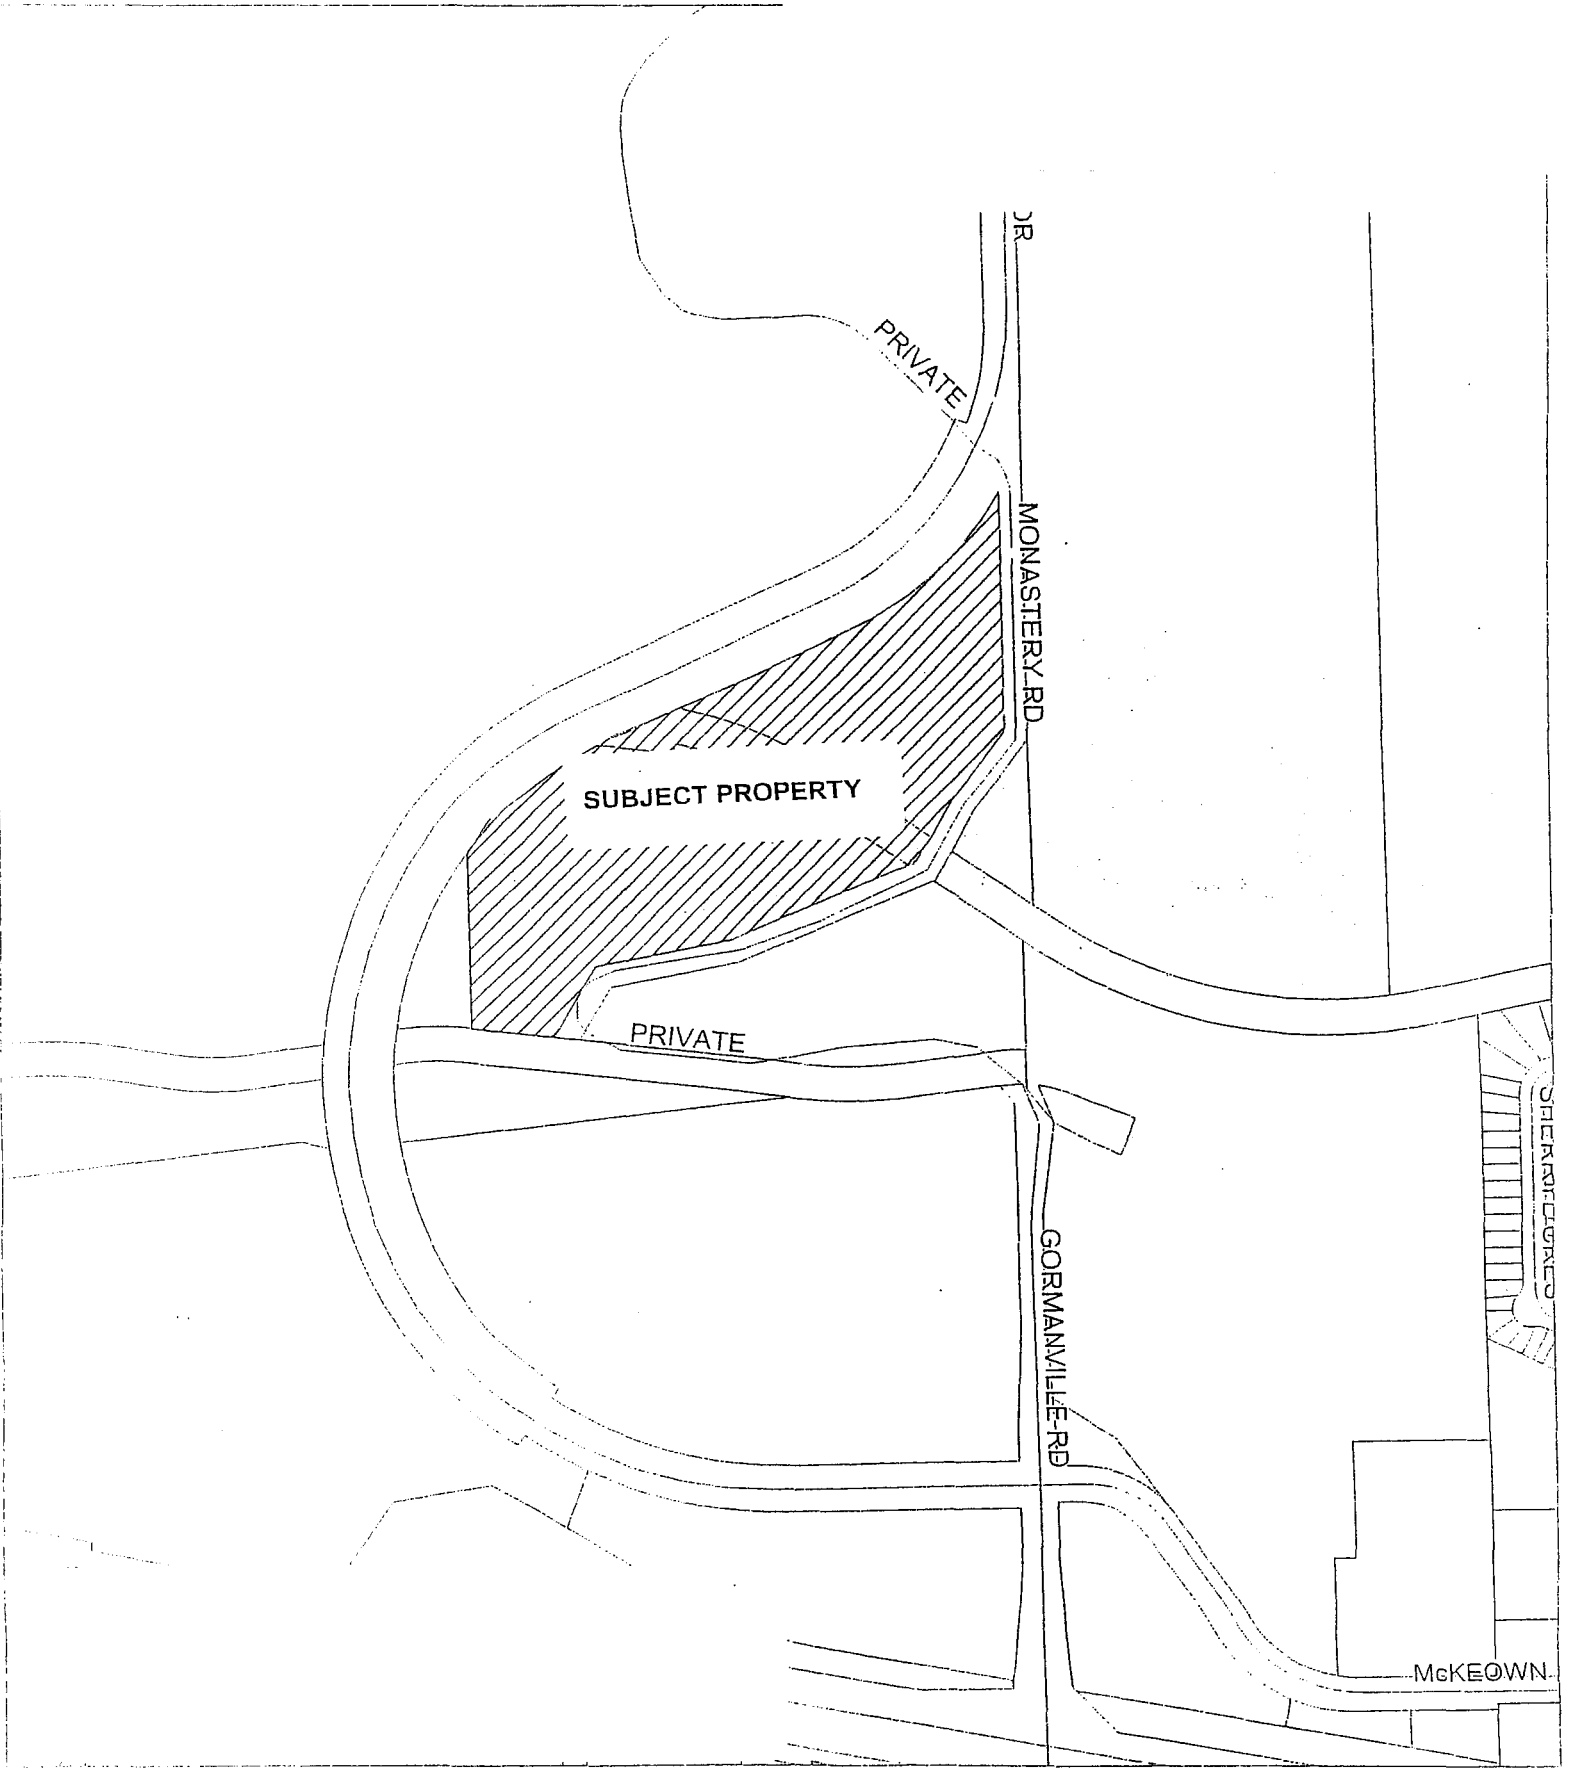 DR
PRIVATE
MONASTERY RD
SUBJECT PROPERTY
PRIVATE
GORMANVILLE RD
McKEOWN